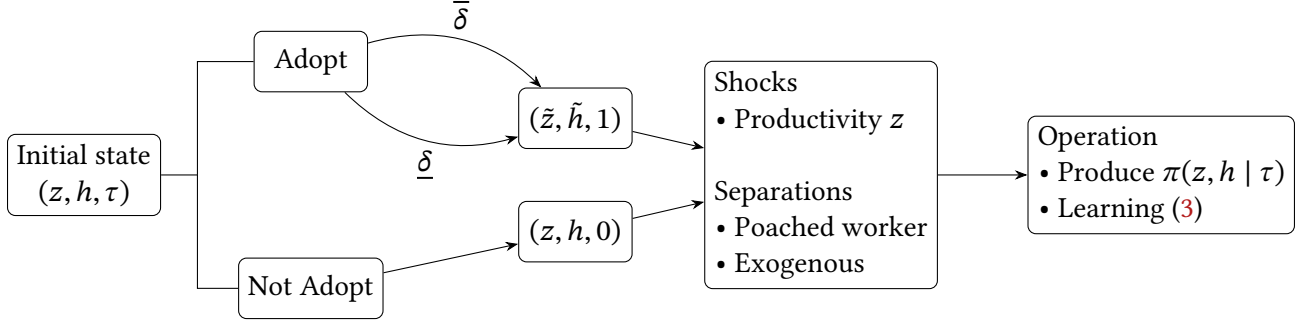 Initial state
(z, h, τ)
Adopt
Not Adopt
δ̅
δ̲
(z̃, h̃, 1)
(z, h, 0)
Shocks
• Productivity z
Separations
• Poached worker
• Exogenous
Operation
• Produce π(z, h | τ)
• Learning (3)